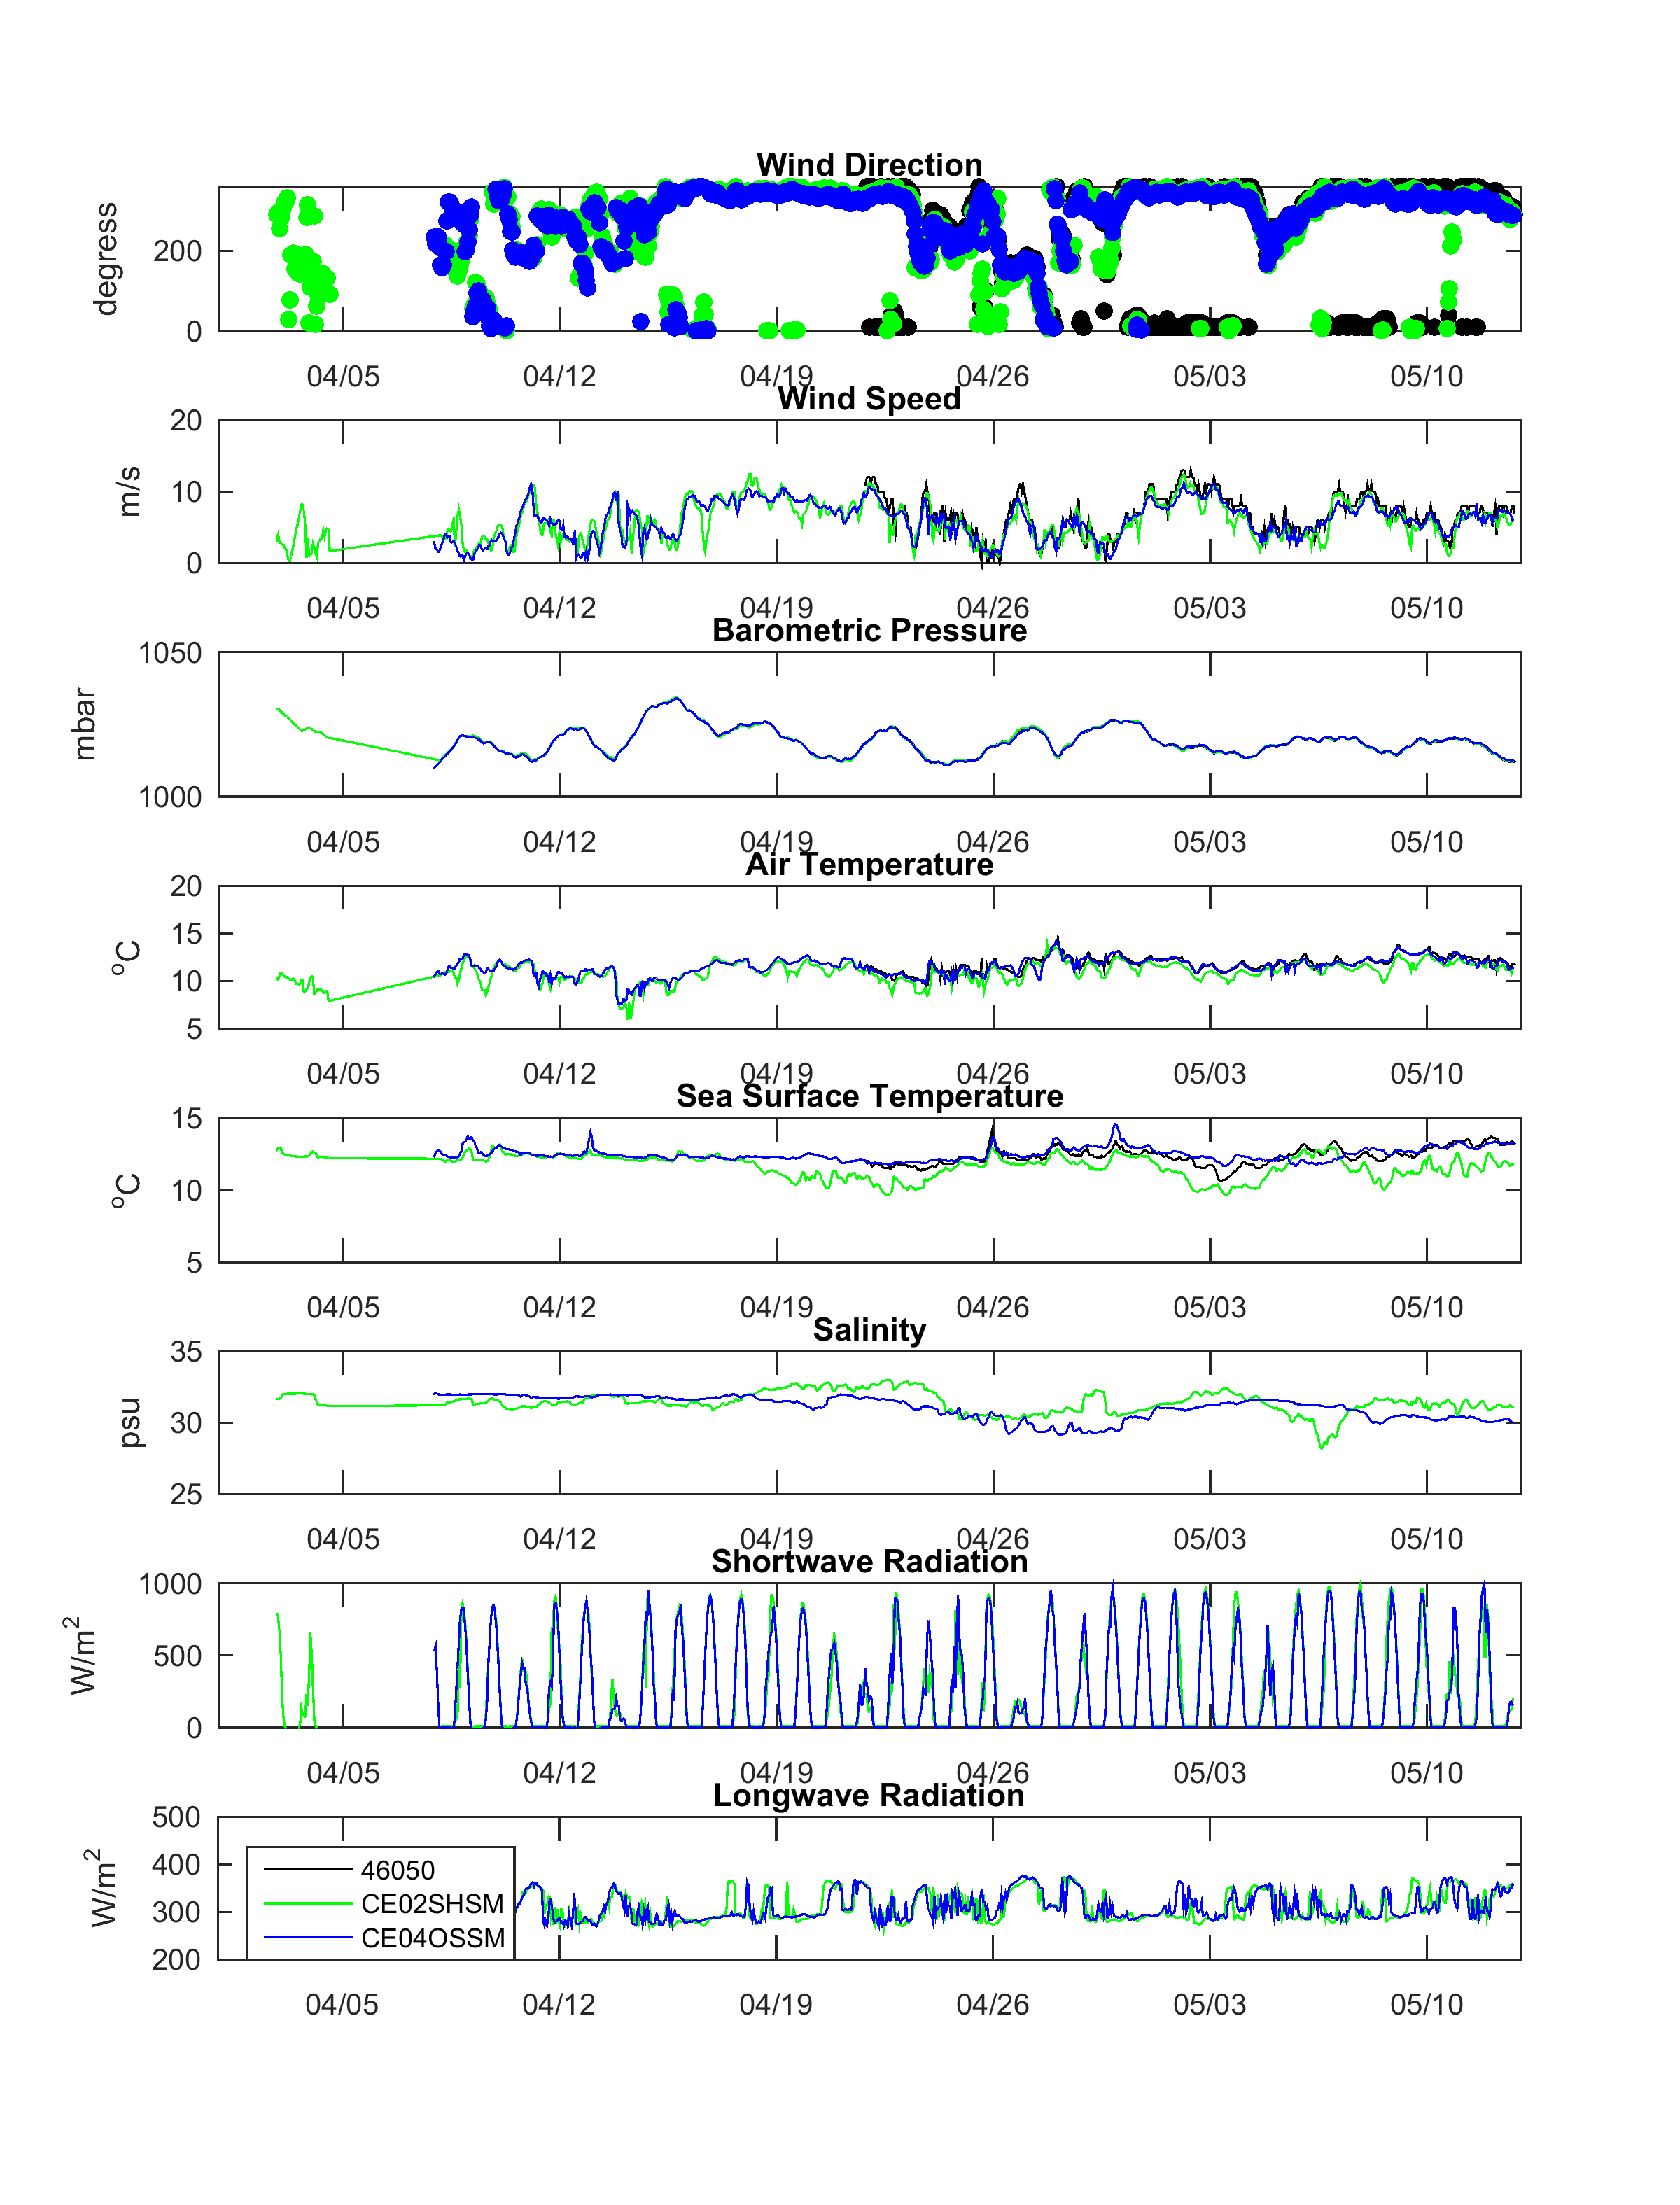 Wind Direction
degress
200
0
04/05 04/12 04/19 04/26 05/03 05/10
Wind Speed
m/s
20
10
0
04/05 04/12 04/19 04/26 05/03 05/10
Barometric Pressure
mbar
1050
1000
04/05 04/12 04/19 04/26 05/03 05/10
Air Temperature
°C
20
15
10
5
04/05 04/12 04/19 04/26 05/03 05/10
Sea Surface Temperature
°C
15
10
5
04/05 04/12 04/19 04/26 05/03 05/10
Salinity
psu
35
30
25
04/05 04/12 04/19 04/26 05/03 05/10
Shortwave Radiation
W/m²
1000
500
0
04/05 04/12 04/19 04/26 05/03 05/10
Longwave Radiation
W/m²
500
400
300
200
46050
CE02SHSM
CE04OSSM
04/05 04/12 04/19 04/26 05/03 05/10